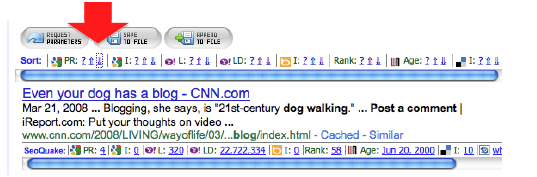 REQUEST PARAMETERS SAVE TO FILE APPEND TO FILE
Sort: | PR: ? ⇑ ⇓ | I: ? ⇑ ⇓ | L: ? ⇑ ⇓ | LD: ? ⇑ ⇓ | I: ? ⇑ ⇓ | Rank: ? ⇑ ⇓ | Age: ? ⇑ ⇓ | I: ? ⇑ ⇓
Even your dog has a blog - CNN.com
Mar 21, 2008 ... Blogging, she says, is "21st-century dog walking." ... Post a comment |
iReport.com: Put your thoughts on video ...
www.cnn.com/2008/LIVING/wayoflife/03/...blog/index.html - Cached - Similar
SeoQuake: | PR: 4 | I: 0 | L: 320 | LD: 22,722,334 | I: 0 | Rank: 58 | Age: Jun 20, 2000 | I: 10 | wh